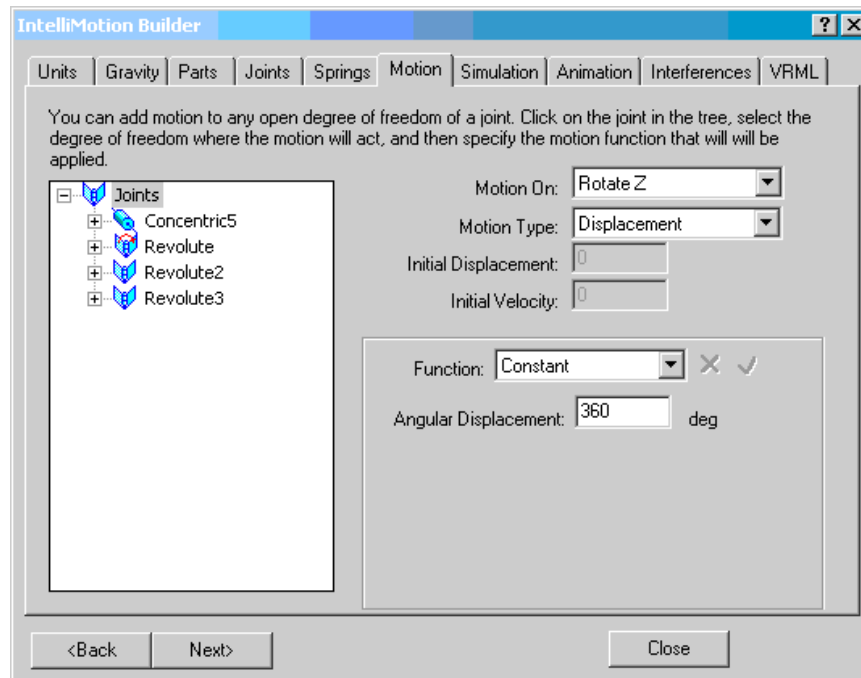 IntelliMotion Builder
Units Gravity Parts Joints Springs Motion Simulation Animation Interferences VRML
You can add motion to any open degree of freedom of a joint. Click on the joint in the tree, select the
degree of freedom where the motion will act, and then specify the motion function that will will be
applied.
Joints
Concentric5
Revolute
Revolute2
Revolute3
Motion On: Rotate Z
Motion Type: Displacement
Initial Displacement: 0
Initial Velocity: 0
Function: Constant
Angular Displacement: 360 deg
<Back Next> Close